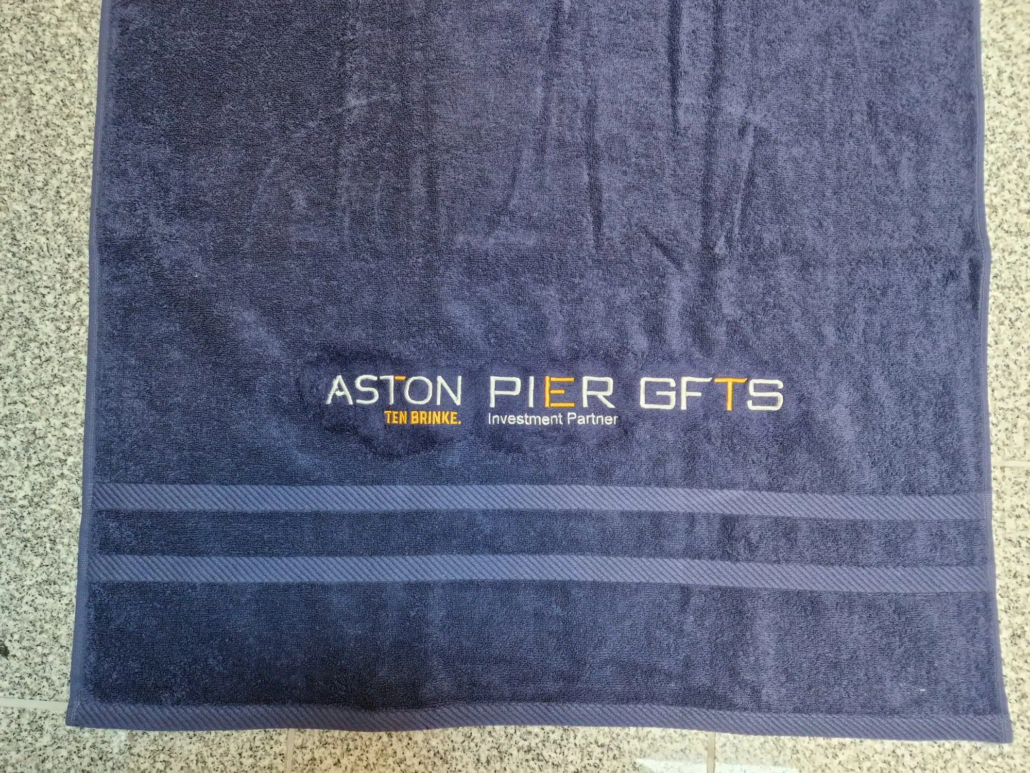 ASTON PIER GFTS
TEN BRINKE. Investment Partner